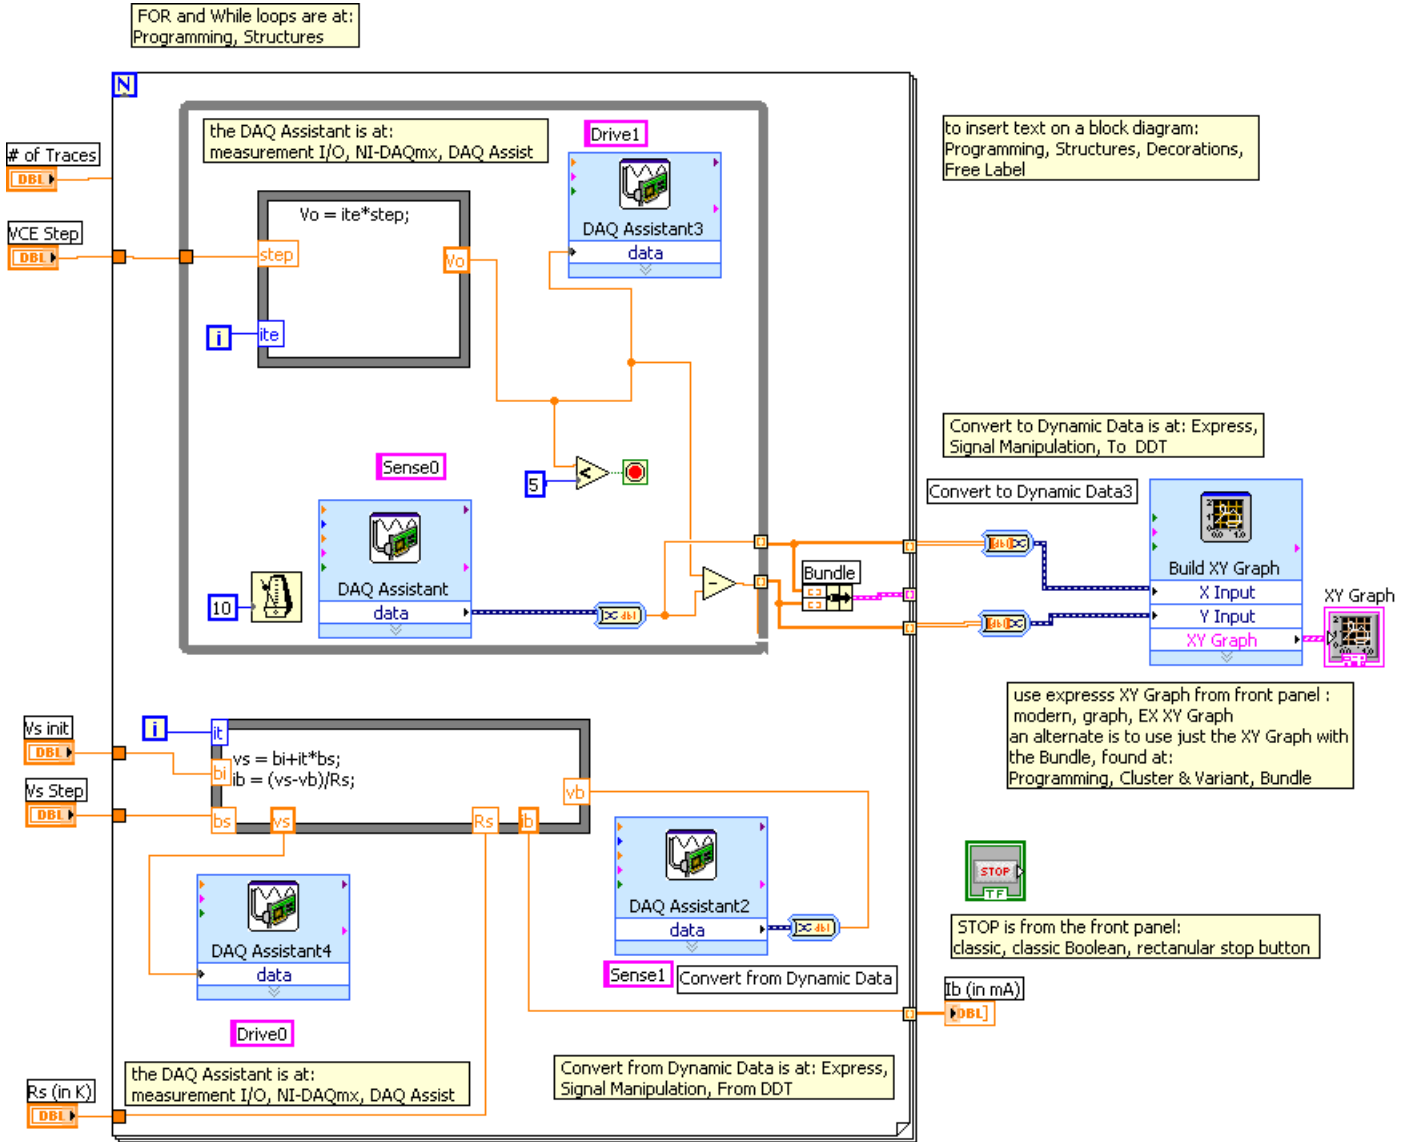 FOR and While loops are at:
Programming, Structures
N
# of Traces
DBL
VCE Step
DBL
the DAQ Assistant is at:
measurement I/O, NI-DAQmx, DAQ Assist
Drive1
Vo = ite*step;
step
Vo
i
ite
DAQ Assistant3
data
to insert text on a block diagram:
Programming, Structures, Decorations,
Free Label
Sense0
5
<
DAQ Assistant
data
10
dbl
-
Bundle
Convert to Dynamic Data is at: Express,
Signal Manipulation, To DDT
Convert to Dynamic Data3
dbl
dbl
Build XY Graph
X Input
Y Input
XY Graph
XY Graph
use expresss XY Graph from front panel :
modern, graph, EX XY Graph
an alternate is to use just the XY Graph with
the Bundle, found at:
Programming, Cluster & Variant, Bundle
Vs init
DBL
Vs Step
DBL
i
it
bi
bs
vs = bi+it*bs;
ib = (vs-vb)/Rs;
vs
Rs
ib
vb
DAQ Assistant4
data
Drive0
DAQ Assistant2
data
dbl
Sense1
Convert from Dynamic Data
STOP
TF
STOP is from the front panel:
classic, classic Boolean, rectanular stop button
Ib (in mA)
DBL
Rs (in K)
DBL
the DAQ Assistant is at:
measurement I/O, NI-DAQmx, DAQ Assist
Convert from Dynamic Data is at: Express,
Signal Manipulation, From DDT